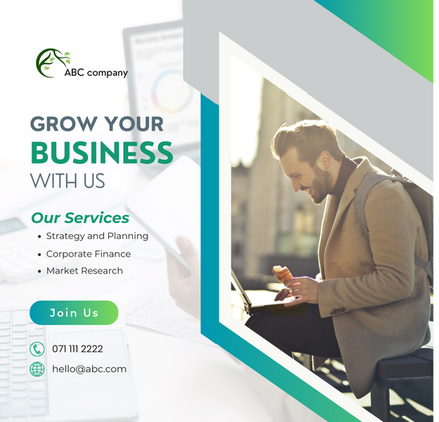 ABC company
GROW YOUR
BUSINESS
WITH US
Our Services
Strategy and Planning
Corporate Finance
Market Research
Join Us
071 111 2222
hello@abc.com